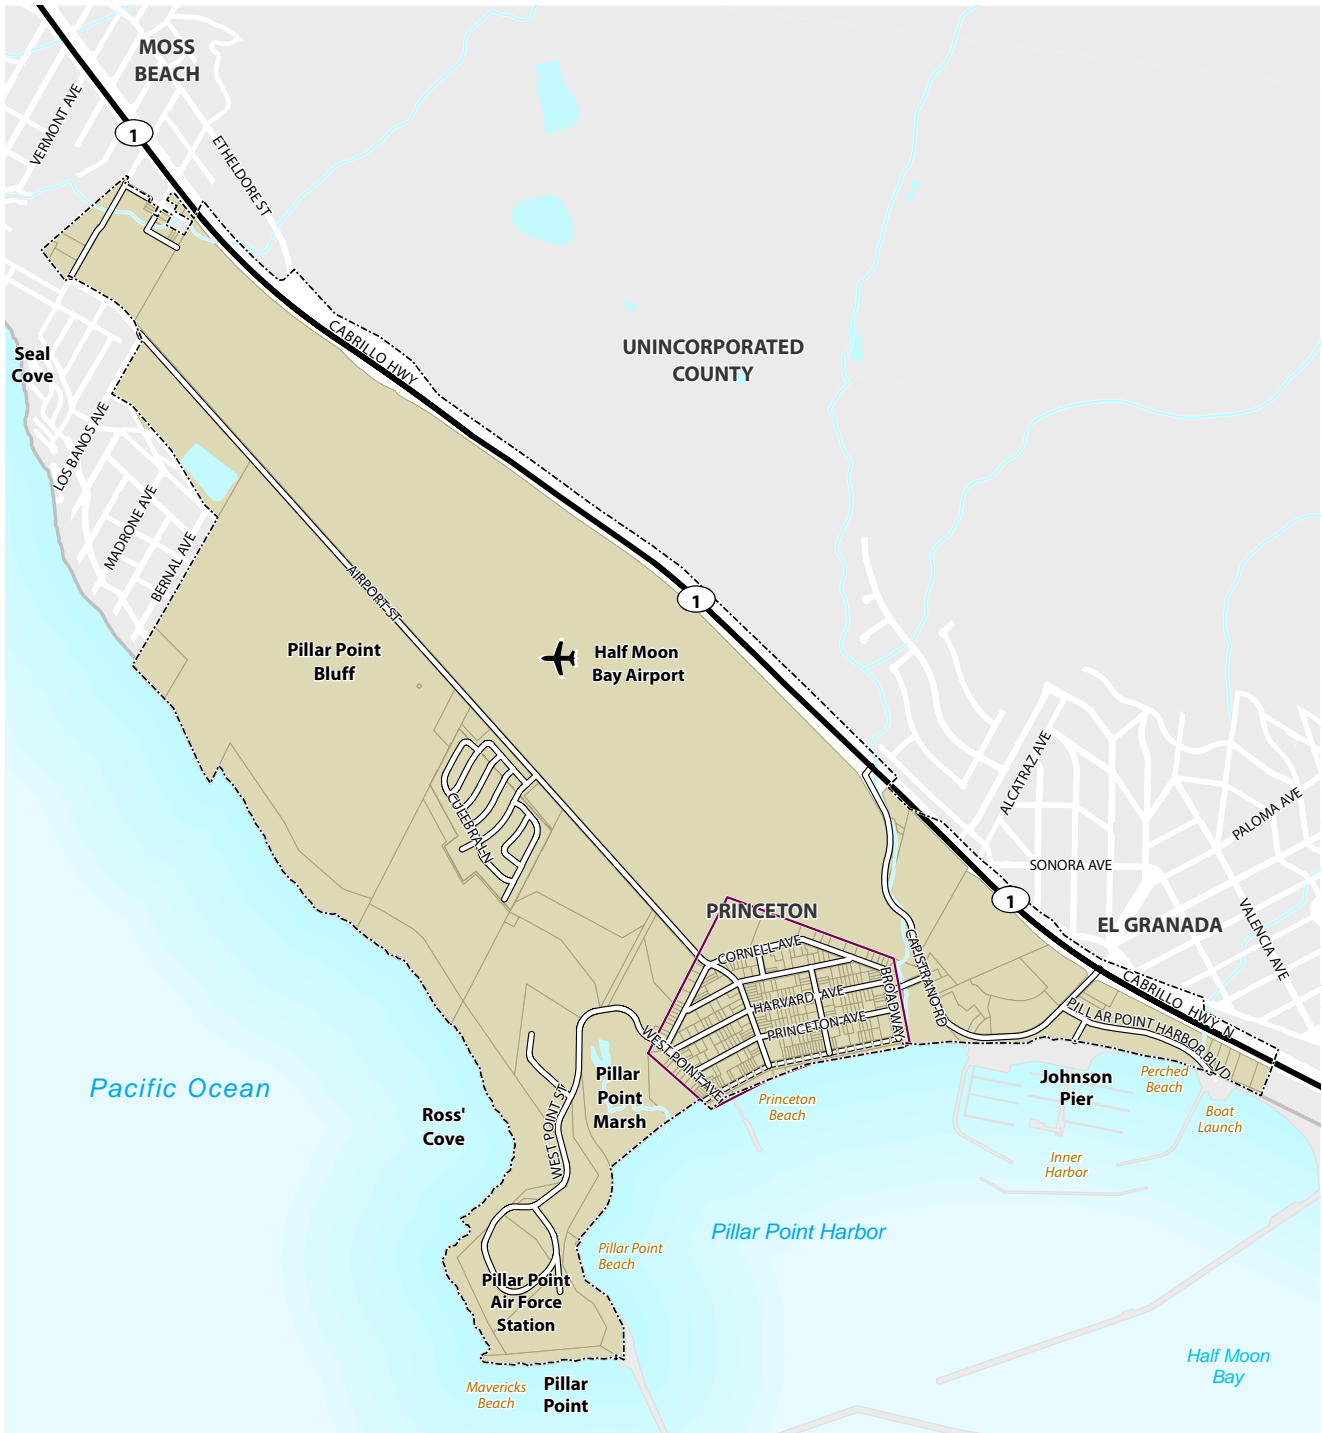 MOSS
BEACH
VERMONT AVE
1
ETHELDORE ST
CABRILLO HWY
UNINCORPORATED
COUNTY
Seal
Cove
LOS BANOS AVE
MADRONE AVE
BERNAL AVE
AIRPORT ST
1
Pillar Point
Bluff
Half Moon
Bay Airport
CULEBRA LN
ALCATRAZ AVE
PALOMA AVE
SONORA AVE
1
EL GRANADA
VALENCIA AVE
PRINCETON
CORNELL AVE
HARVARD AVE
PRINCETON AVE
BROADWAY
CAPISTRANO RD
CABRILLO HWY N
PILLAR POINT HARBOR BLVD
WEST POINT AVE
WEST POINT ST
Pillar
Point
Marsh
Pacific Ocean
Ross'
Cove
Princeton
Beach
Johnson
Pier
Perched
Beach
Boat
Launch
Inner
Harbor
Pillar Point Harbor
Pillar Point
Beach
Pillar Point
Air Force
Station
Mavericks
Beach
Pillar
Point
Half Moon
Bay